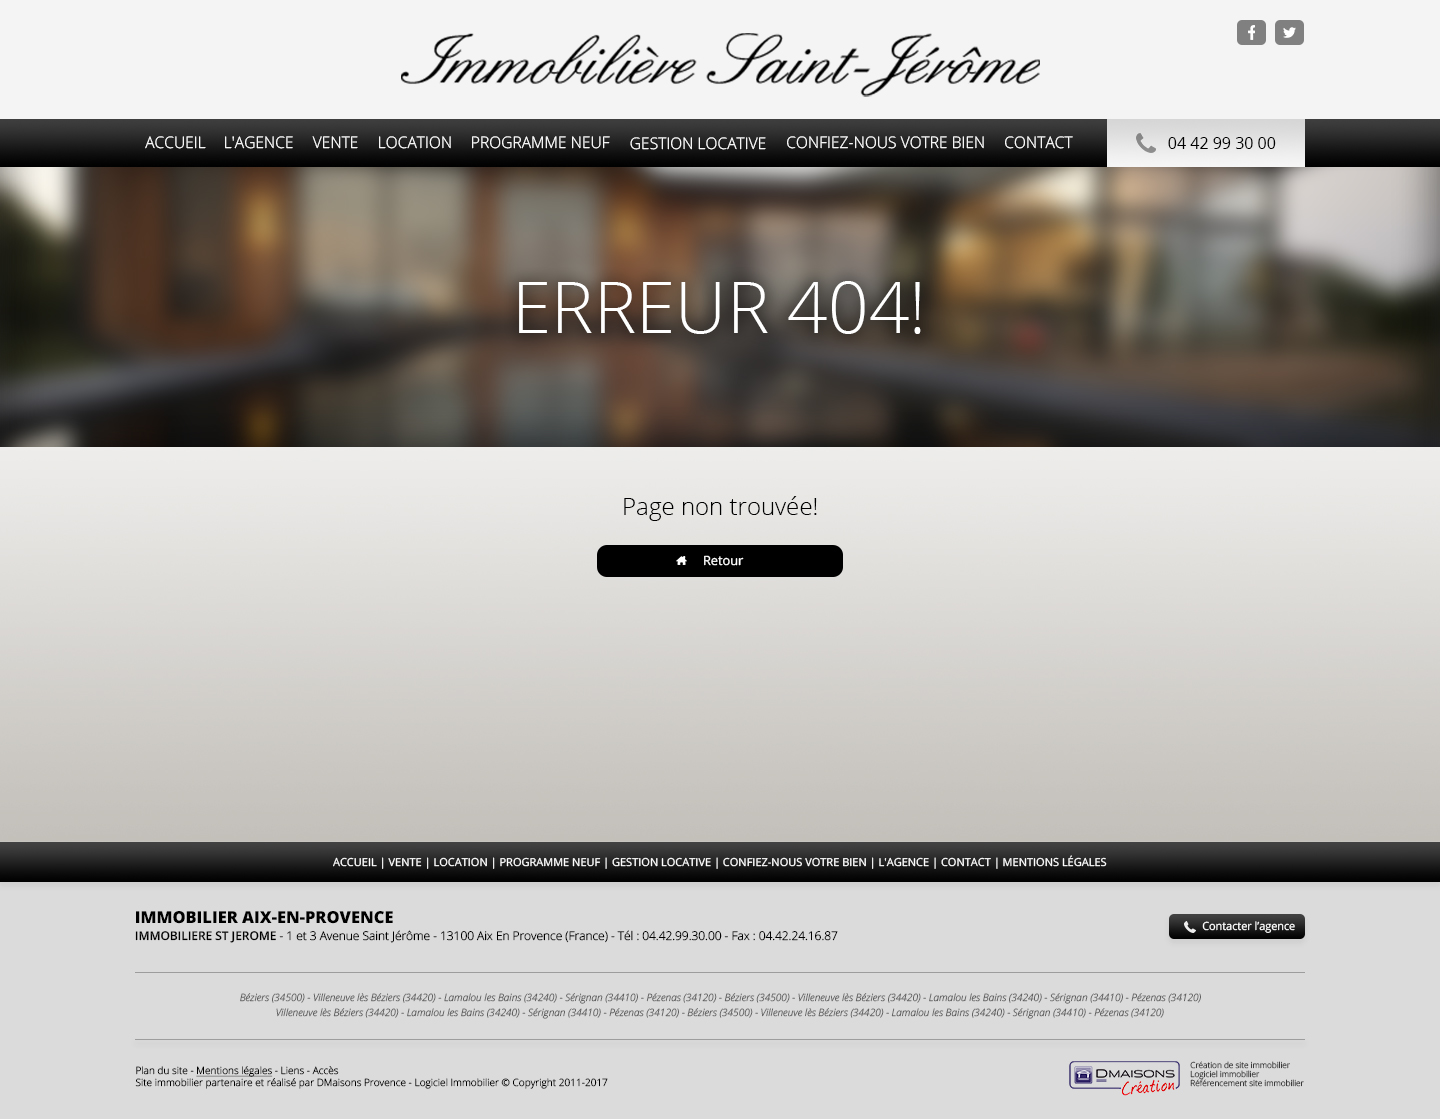 Immobilière Saint-Jérôme
ACCUEIL L'AGENCE VENTE LOCATION PROGRAMME NEUF GESTION LOCATIVE CONFIEZ-NOUS VOTRE BIEN CONTACT 04 42 99 30 00
ERREUR 404!
Page non trouvée!
Retour
ACCUEIL | VENTE | LOCATION | PROGRAMME NEUF | GESTION LOCATIVE | CONFIEZ-NOUS VOTRE BIEN | L'AGENCE | CONTACT | MENTIONS LÉGALES
IMMOBILIER AIX-EN-PROVENCE
IMMOBILIERE ST JEROME - 1 et 3 Avenue Saint Jérôme - 13100 Aix En Provence (France) - Tél : 04.42.99.30.00 - Fax : 04.42.24.16.87
Contacter l'agence
Béziers (34500) - Villeneuve lès Béziers (34420) - Lamalou les Bains (34240) - Sérignan (34410) - Pézenas (34120) - Béziers (34500) - Villeneuve lès Béziers (34420) - Lamalou les Bains (34240) - Sérignan (34410) - Pézenas (34120)
Villeneuve lès Béziers (34420) - Lamalou les Bains (34240) - Sérignan (34410) - Pézenas (34120) - Béziers (34500) - Villeneuve lès Béziers (34420) - Lamalou les Bains (34240) - Sérignan (34410) - Pézenas (34120)
Plan du site - Mentions légales - Liens - Accès
Site immobilier partenaire et réalisé par DMaisons Provence - Logiciel Immobilier © Copyright 2011-2017
DMAISONS
Création
Création de site immobilier
Logiciel immobilier
Référencement site immobilier